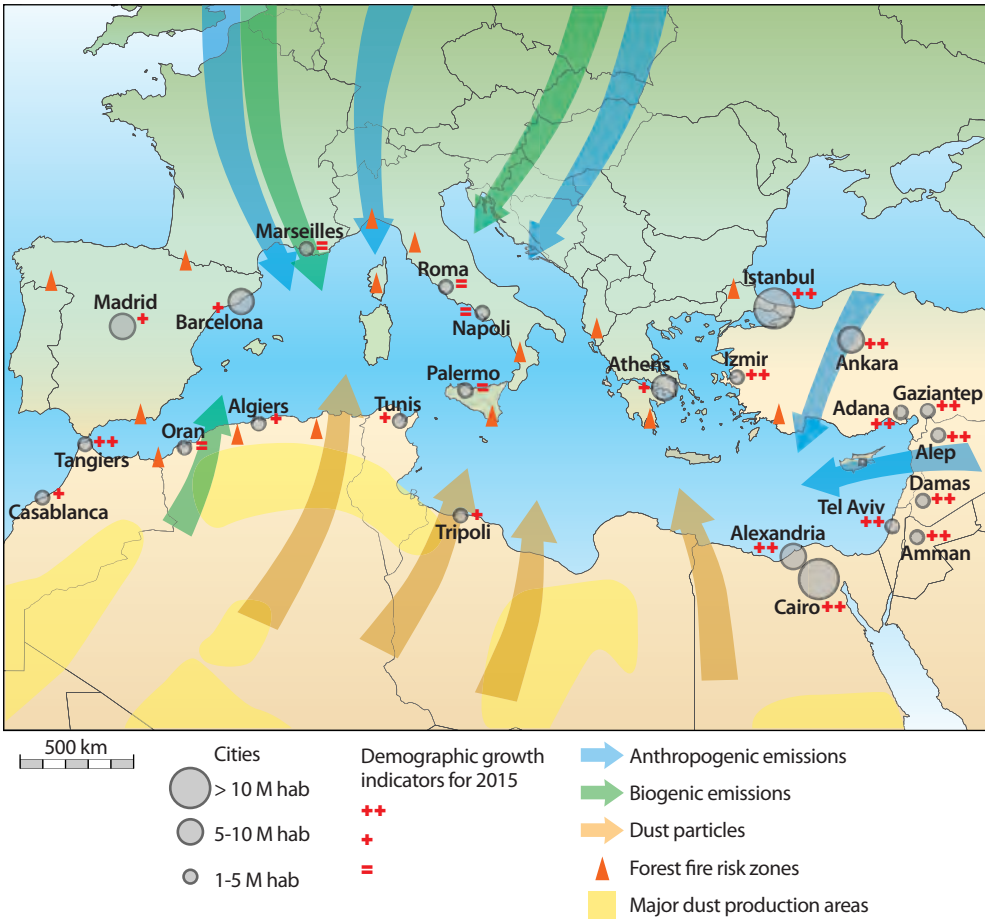 Marseilles
=
Roma
=
Istanbul
++
Madrid
+
+
Barcelona
=
Napoli
Ankara
++
Palermo
=
Athens
+
Izmir
++
Gaziantep
++
Adana
++
Algiers
+
Tunis
+
Oran
=
Tangiers
++
Alep
++
Casablanca
+
Damas
++
Tripoli
+
Tel Aviv
++
Alexandria
++
Amman
++
Cairo ++
500 km
Cities
> 10 M hab
5-10 M hab
1-5 M hab
Demographic growth
indicators for 2015
++
+
=
Anthropogenic emissions
Biogenic emissions
Dust particles
Forest fire risk zones
Major dust production areas